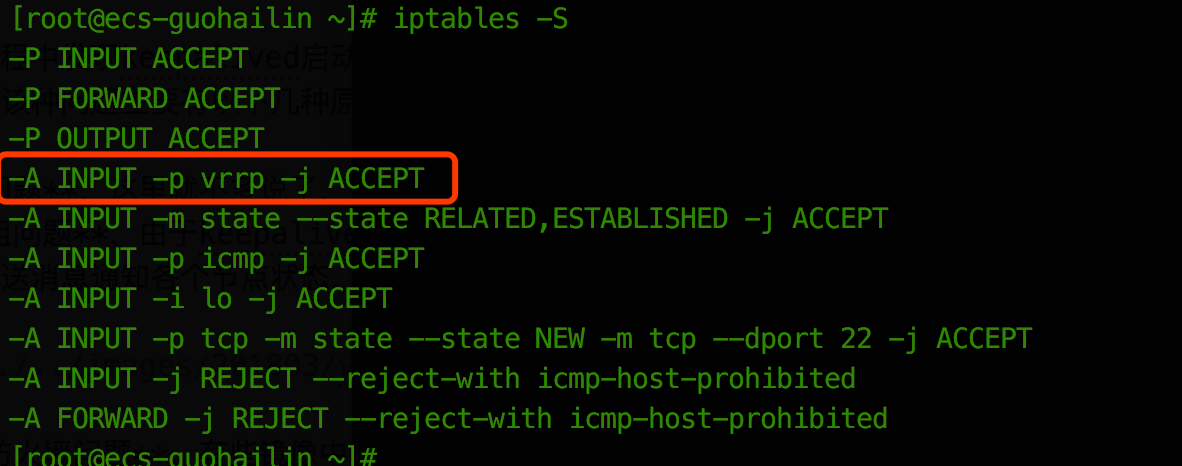 [root@ecs-guohailin ~]# iptables -S
-P INPUT ACCEPT
-P FORWARD ACCEPT
-P OUTPUT ACCEPT
-A INPUT -p vrrp -j ACCEPT
-A INPUT -m state --state RELATED,ESTABLISHED -j ACCEPT
-A INPUT -p icmp -j ACCEPT
-A INPUT -i lo -j ACCEPT
-A INPUT -p tcp -m state --state NEW -m tcp --dport 22 -j ACCEPT
-A INPUT -j REJECT --reject-with icmp-host-prohibited
-A FORWARD -j REJECT --reject-with icmp-host-prohibited
[root@ecs-guohailin ~]#